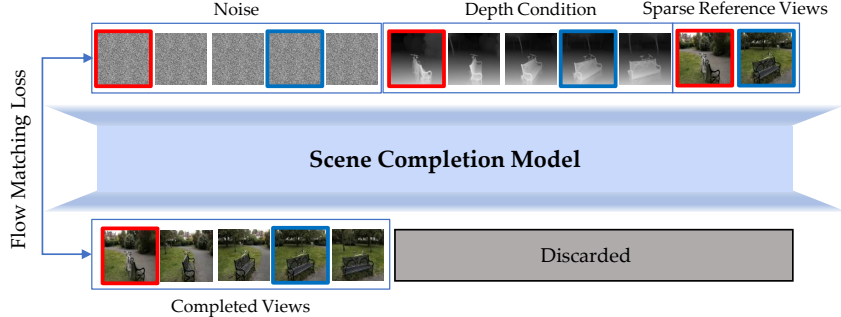 Noise
Depth Condition
Sparse Reference Views
Flow Matching Loss
Scene Completion Model
Discarded
Completed Views